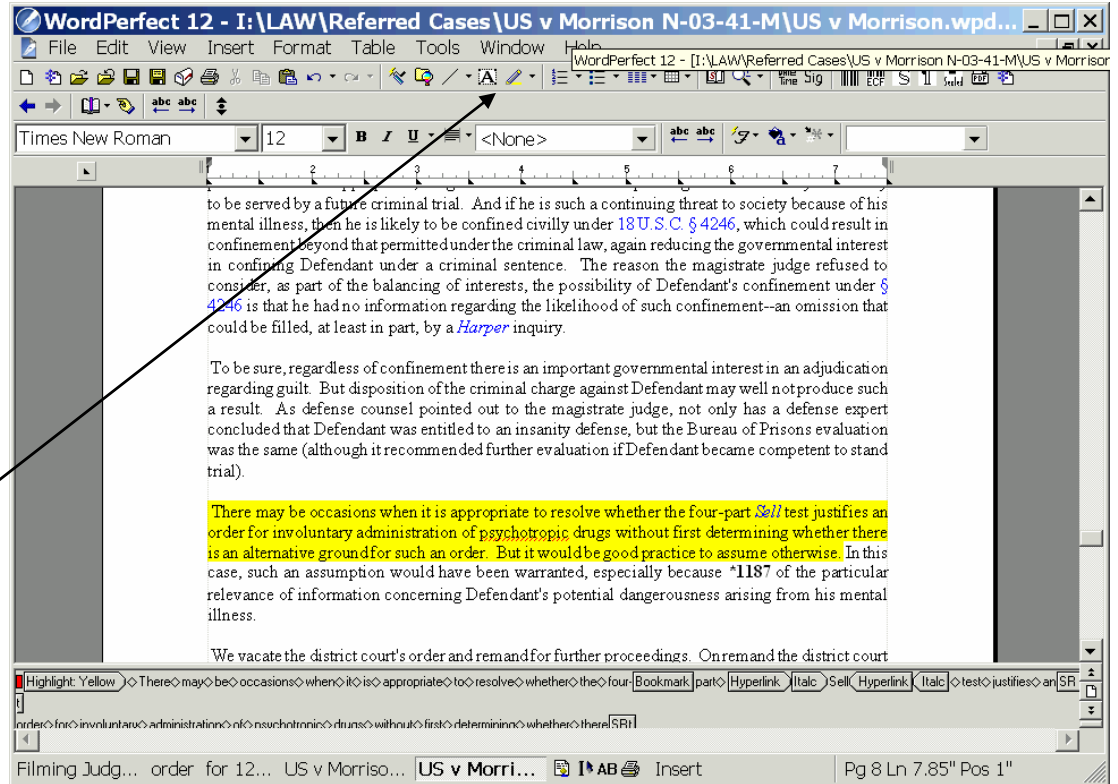 WordPerfect 12 - I:\LAW\Referred Cases\US v Morrison N-03-41-M\US v Morrison.wpd...
File Edit View Insert Format Table Tools Window Help
WordPerfect 12 - [I:\LAW\Referred Cases\US v Morrison N-03-41-M\US v Morrison
Times New Roman 12 B I U <None> abc abc
2 3 4 5 6 7
to be served by a future criminal trial. And if he is such a continuing threat to society because of his
mental illness, then he is likely to be confined civilly under 18 U.S.C. § 4246, which could result in
confinement beyond that permitted under the criminal law, again reducing the governmental interest
in confining Defendant under a criminal sentence. The reason the magistrate judge refused to
consider, as part of the balancing of interests, the possibility of Defendant's confinement under §
4246 is that he had no information regarding the likelihood of such confinement--an omission that
could be filled, at least in part, by a Harper inquiry.
To be sure, regardless of confinement there is an important governmental interest in an adjudication
regarding guilt. But disposition of the criminal charge against Defendant may well not produce such
a result. As defense counsel pointed out to the magistrate judge, not only has a defense expert
concluded that Defendant was entitled to an insanity defense, but the Bureau of Prisons evaluation
was the same (although it recommended further evaluation if Defendant became competent to stand
trial).
There may be occasions when it is appropriate to resolve whether the four-part Sell test justifies an
order for involuntary administration of psychotropic drugs without first determining whether there
is an alternative ground for such an order. But it would be good practice to assume otherwise. In this
case, such an assumption would have been warranted, especially because *1187 of the particular
relevance of information concerning Defendant's potential dangerousness arising from his mental
illness.
We vacate the district court's order and remand for further proceedings. On remand the district court
Highlight: Yellow There may be occasions when it is appropriate to resolve whether the four- Bookmark part Hyperlink Italc Sell Hyperlink Italc test justifies an SR
t
order for involuntary administration of psychotropic drugs without first determining whether there SRt
Filming Judg... order for 12... US v Morriso... US v Morri... AB Insert Pg 8 Ln 7.85" Pos 1"